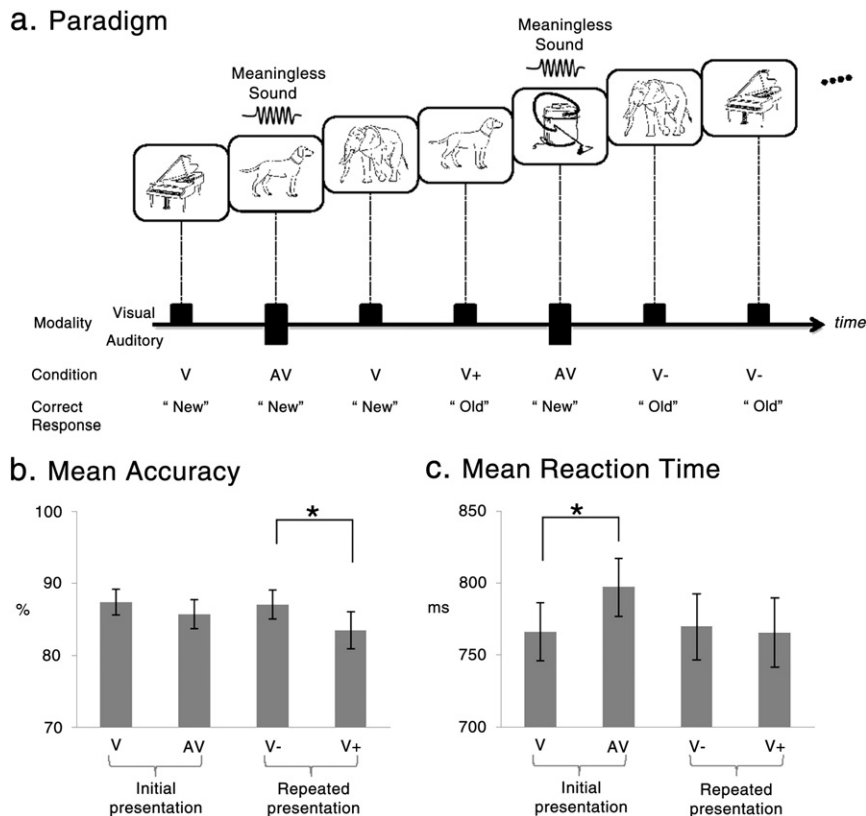 a. Paradigm
Meaningless
Sound
Meaningless
Sound
Modality
Visual
Auditory
time
Condition V AV V V+ AV V- V-
Correct
Response
“ New” “ New” “ New” “ Old” “ New” “ Old” “ Old”
b. Mean Accuracy
100
90
%
80
70
*
V AV V- V+
Initial
presentation
Repeated
presentation
c. Mean Reaction Time
850
800
ms
750
700
*
V AV V- V+
Initial
presentation
Repeated
presentation